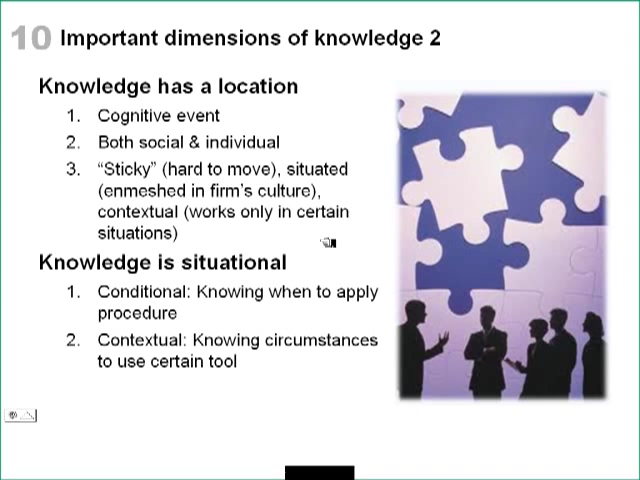 10 Important dimensions of knowledge 2
Knowledge has a location
1. Cognitive event
2. Both social & individual
3. “Sticky” (hard to move), situated
(enmeshed in firm’s culture),
contextual (works only in certain
situations)
Knowledge is situational
1. Conditional: Knowing when to apply
procedure
2. Contextual: Knowing circumstances
to use certain tool